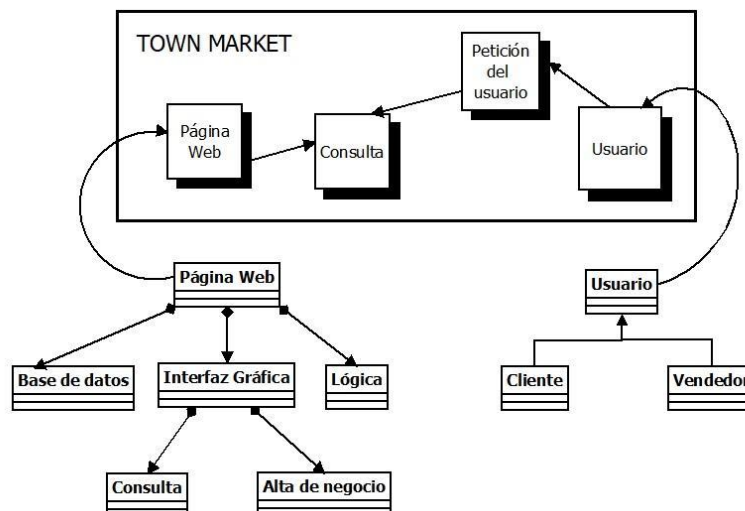 TOWN MARKET
Petición
del
usuario
Página
Web
Consulta
Usuario
Página Web
Usuario
Base de datos
Interfaz Gráfica
Lógica
Cliente
Vendedor
Consulta
Alta de negocio